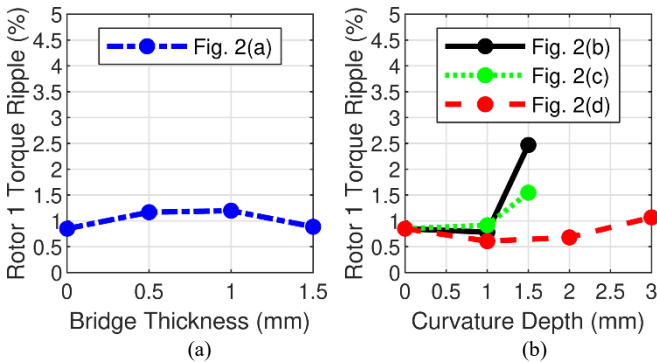 Rotor 1 Torque Ripple (%)
5
4.5
4
3.5
3
2.5
2
1.5
1
0.5
0
Fig. 2(a)
0 0.5 1 1.5
Bridge Thickness (mm)
(a)
Rotor 1 Torque Ripple (%)
5
4.5
4
3.5
3
2.5
2
1.5
1
0.5
0
Fig. 2(b)
Fig. 2(c)
Fig. 2(d)
0 1.0 1.5 2 3
Curvature Depth (mm)
(b)